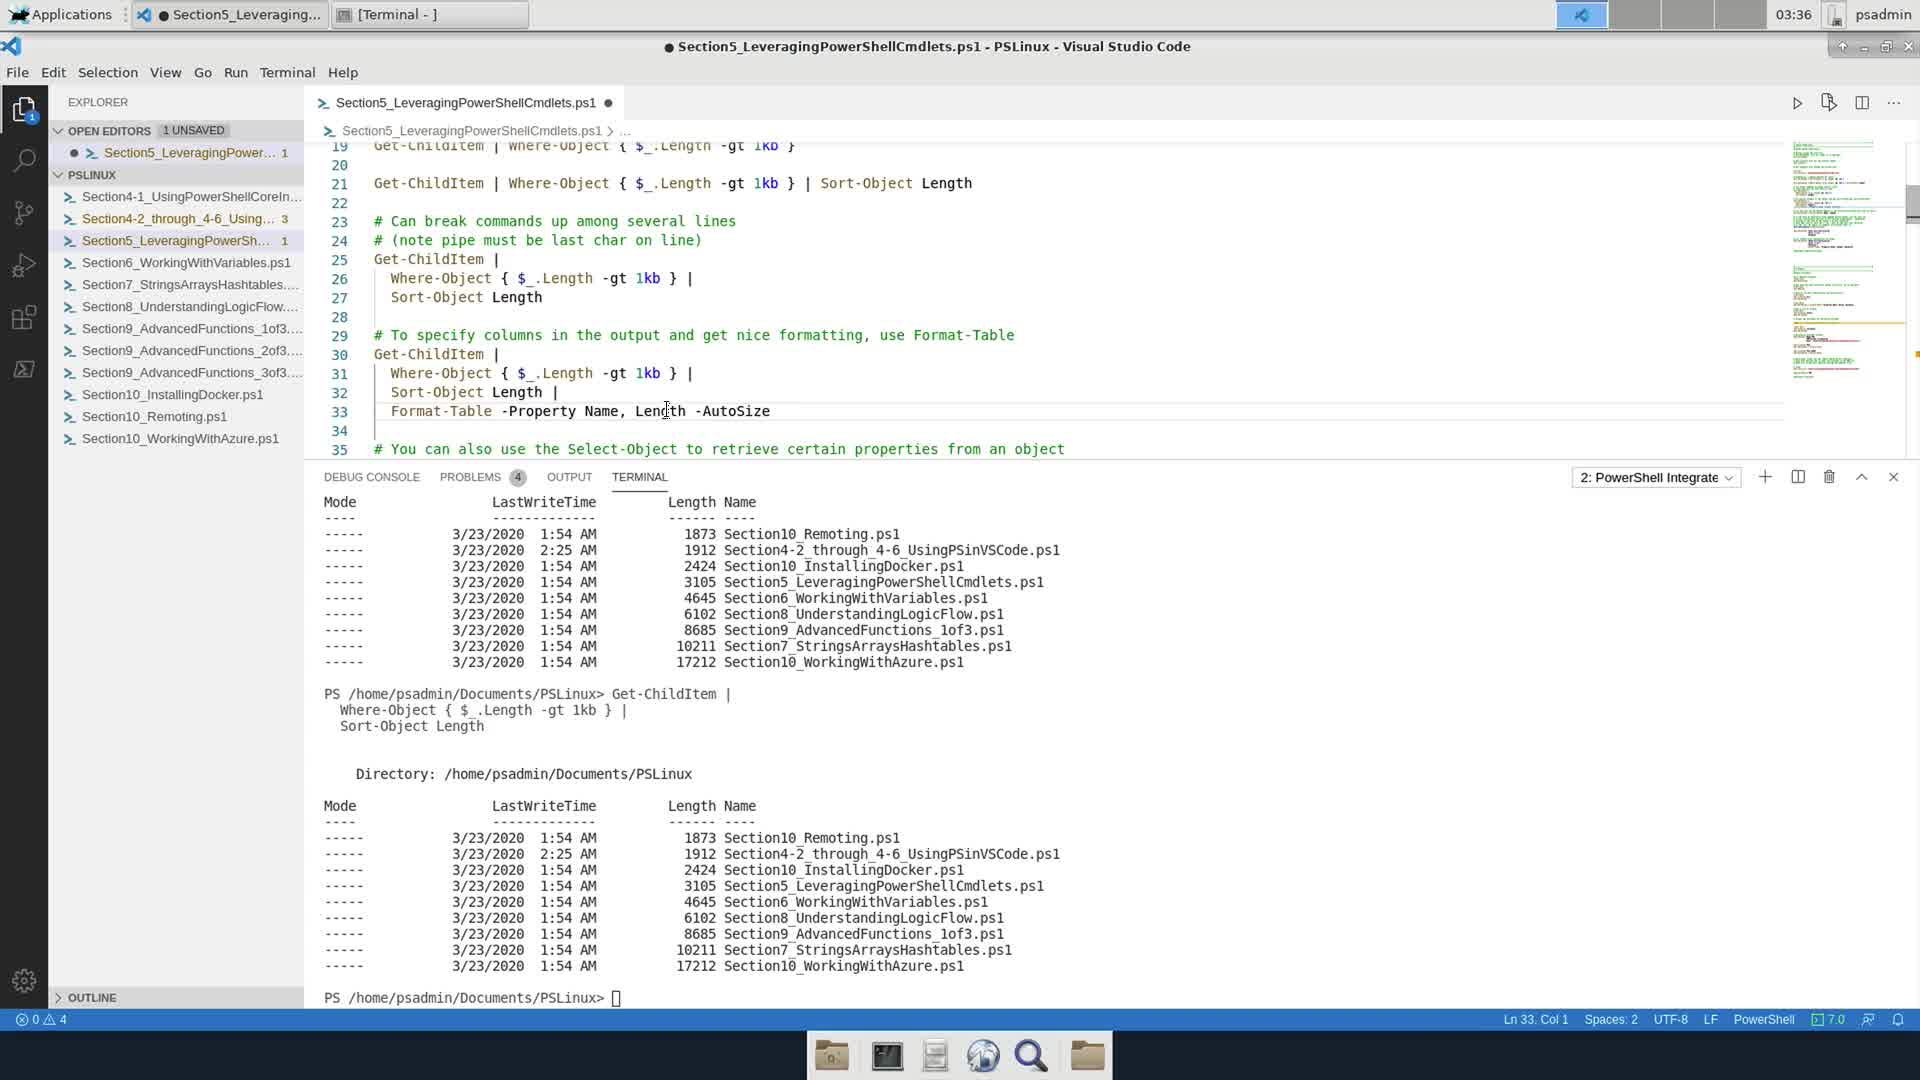 Applications
● Section5_Leveraging...
[Terminal - ]
03:36
psadmin
● Section5_LeveragingPowerShellCmdlets.ps1 - PSLinux - Visual Studio Code
File Edit Selection View Go Run Terminal Help
EXPLORER
OPEN EDITORS 1 UNSAVED
● Section5_LeveragingPower... 1
PSLINUX
Section4-1_UsingPowerShellCoreIn...
Section4-2_through_4-6_Using... 3
Section5_LeveragingPowerSh... 1
Section6_WorkingWithVariables.ps1
Section7_StringsArraysHashtables....
Section8_UnderstandingLogicFlow....
Section9_AdvancedFunctions_1of3....
Section9_AdvancedFunctions_2of3....
Section9_AdvancedFunctions_3of3....
Section10_InstallingDocker.ps1
Section10_Remoting.ps1
Section10_WorkingWithAzure.ps1
OUTLINE
1
Section5_LeveragingPowerShellCmdlets.ps1 ●
Section5_LeveragingPowerShellCmdlets.ps1 > ...
19 Get-ChildItem | Where-Object { $_.Length -gt 1kb }
20
21 Get-ChildItem | Where-Object { $_.Length -gt 1kb } | Sort-Object Length
22
23 # Can break commands up among several lines
24 # (note pipe must be last char on line)
25 Get-ChildItem |
26   Where-Object { $_.Length -gt 1kb } |
27   Sort-Object Length
28
29 # To specify columns in the output and get nice formatting, use Format-Table
30 Get-ChildItem |
31   Where-Object { $_.Length -gt 1kb } |
32   Sort-Object Length |
33   Format-Table -Property Name, Length -AutoSize
34
35 # You can also use the Select-Object to retrieve certain properties from an object
DEBUG CONSOLE PROBLEMS 4 OUTPUT TERMINAL
2: PowerShell Integrate
Mode                 LastWriteTime         Length Name
----                 -------------         ------ ----
-----           3/23/2020  1:54 AM           1873 Section10_Remoting.ps1
-----           3/23/2020  2:25 AM           1912 Section4-2_through_4-6_UsingPSinVSCode.ps1
-----           3/23/2020  1:54 AM           2424 Section10_InstallingDocker.ps1
-----           3/23/2020  1:54 AM           3105 Section5_LeveragingPowerShellCmdlets.ps1
-----           3/23/2020  1:54 AM           4645 Section6_WorkingWithVariables.ps1
-----           3/23/2020  1:54 AM           6102 Section8_UnderstandingLogicFlow.ps1
-----           3/23/2020  1:54 AM           8685 Section9_AdvancedFunctions_1of3.ps1
-----           3/23/2020  1:54 AM          10211 Section7_StringsArraysHashtables.ps1
-----           3/23/2020  1:54 AM          17212 Section10_WorkingWithAzure.ps1
PS /home/psadmin/Documents/PSLinux> Get-ChildItem |
  Where-Object { $_.Length -gt 1kb } |
  Sort-Object Length
    Directory: /home/psadmin/Documents/PSLinux
Mode                 LastWriteTime         Length Name
----                 -------------         ------ ----
-----           3/23/2020  1:54 AM           1873 Section10_Remoting.ps1
-----           3/23/2020  2:25 AM           1912 Section4-2_through_4-6_UsingPSinVSCode.ps1
-----           3/23/2020  1:54 AM           2424 Section10_InstallingDocker.ps1
-----           3/23/2020  1:54 AM           3105 Section5_LeveragingPowerShellCmdlets.ps1
-----           3/23/2020  1:54 AM           4645 Section6_WorkingWithVariables.ps1
-----           3/23/2020  1:54 AM           6102 Section8_UnderstandingLogicFlow.ps1
-----           3/23/2020  1:54 AM           8685 Section9_AdvancedFunctions_1of3.ps1
-----           3/23/2020  1:54 AM          10211 Section7_StringsArraysHashtables.ps1
-----           3/23/2020  1:54 AM          17212 Section10_WorkingWithAzure.ps1
PS /home/psadmin/Documents/PSLinux>
0 4
Ln 33, Col 1 Spaces: 2 UTF-8 LF PowerShell 7.0